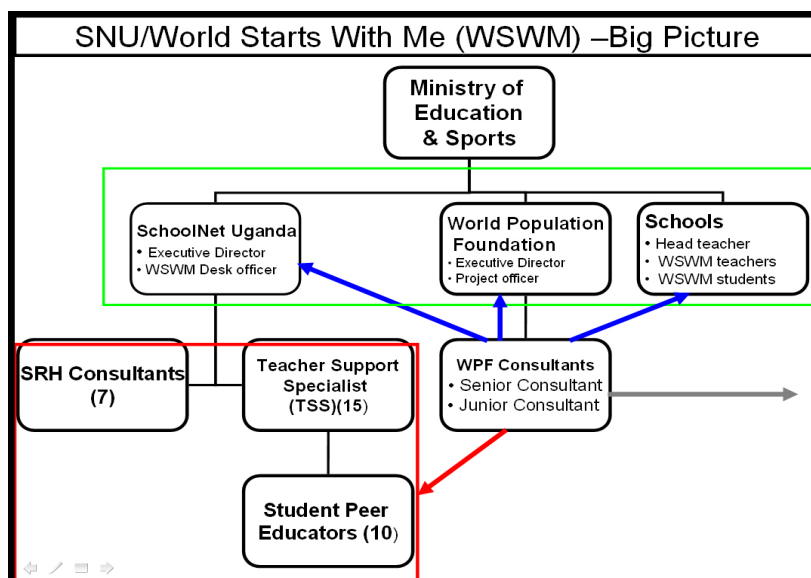 SNU/World Starts With Me (WSWM) –Big Picture
Ministry of
Education
& Sports
SchoolNet Uganda
• Executive Director
• WSWM Desk officer
World Population
Foundation
• Executive Director
• Project officer
Schools
• Head teacher
• WSWM teachers
• WSWM students
SRH Consultants
(7)
Teacher Support
Specialist
(TSS)(15)
WPF Consultants
• Senior Consultant
• Junior Consultant
Student Peer
Educators (10)